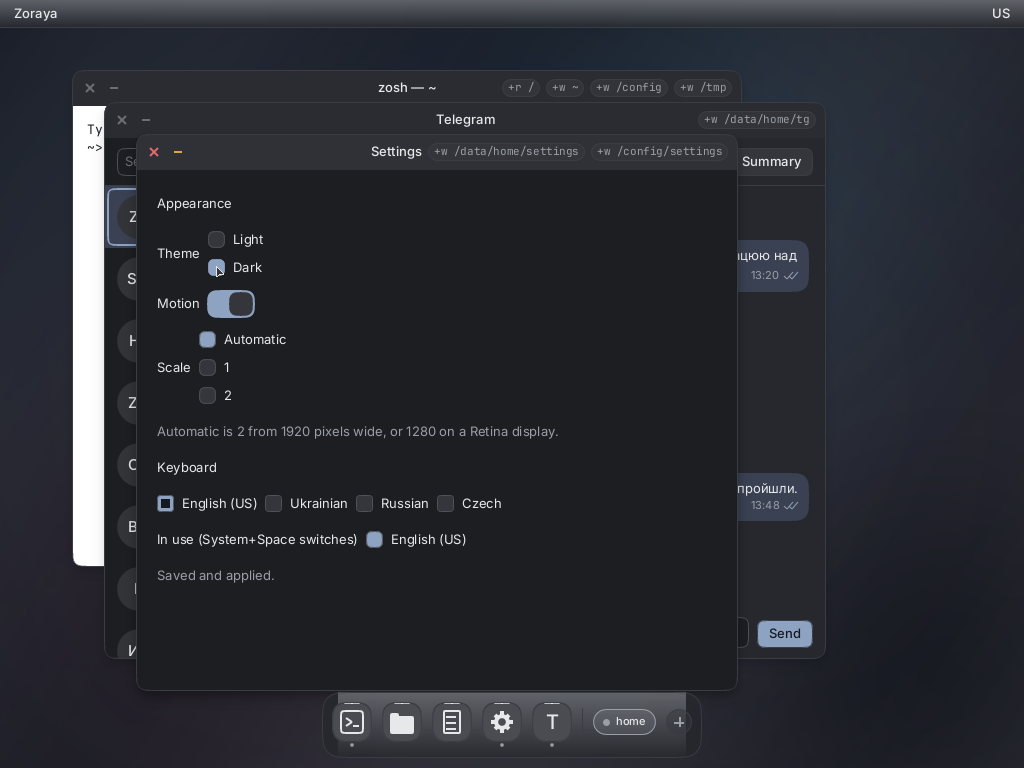 Zoraya US
zosh — ~ +r / +w ~ +w /config +w /tmp
Ty
~>
Telegram +w /data/home/tg
Se
Summary
Settings +w /data/home/settings +w /config/settings
Appearance
Theme
Light
Dark
Motion
Scale
Automatic
1
2
Automatic is 2 from 1920 pixels wide, or 1280 on a Retina display.
Keyboard
English (US) Ukrainian Russian Czech
In use (System+Space switches) English (US)
Saved and applied.
Z
S
Z
В
И
цюю над
13:20
пройшли.
13:48
Send
T
home